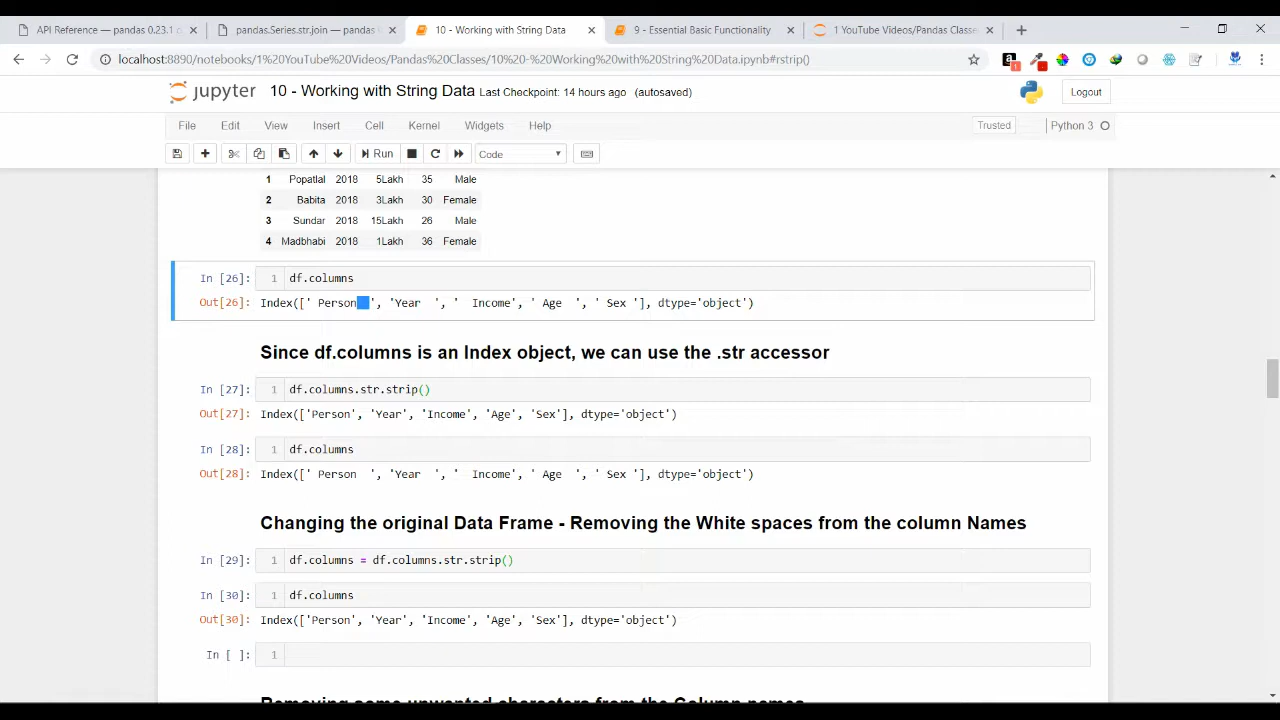 API Reference — pandas 0.23.1 d
pandas.Series.str.join — pandas
10 - Working with String Data
9 - Essential Basic Functionality
1 YouTube Videos/Pandas Classe
localhost:8890/notebooks/1%20YouTube%20Videos/Pandas%20Classe/10%20-%20Working%20with%20String%20Data.ipynb#rstrip()
jupyter 10 - Working with String Data Last Checkpoint: 14 hours ago (autosaved)
Logout
File Edit View Insert Cell Kernel Widgets Help
Trusted
Python 3
Run
Code
1 Popatlal 2018 5Lakh 35 Male
2 Babita 2018 3Lakh 30 Female
3 Sundar 2018 15Lakh 26 Male
4 Madbhabi 2018 1Lakh 36 Female
In [26]: 1 df.columns
Out[26]: Index([' Person  ', 'Year  ', '  Income', ' Age  ', ' Sex '], dtype='object')
Since df.columns is an Index object, we can use the .str accessor
In [27]: 1 df.columns.str.strip()
Out[27]: Index(['Person', 'Year', 'Income', 'Age', 'Sex'], dtype='object')
In [28]: 1 df.columns
Out[28]: Index([' Person  ', 'Year  ', '  Income', ' Age  ', ' Sex '], dtype='object')
Changing the original Data Frame - Removing the White spaces from the column Names
In [29]: 1 df.columns = df.columns.str.strip()
In [30]: 1 df.columns
Out[30]: Index(['Person', 'Year', 'Income', 'Age', 'Sex'], dtype='object')
In [ ]: 1
Removing some unwanted characters from the Column names